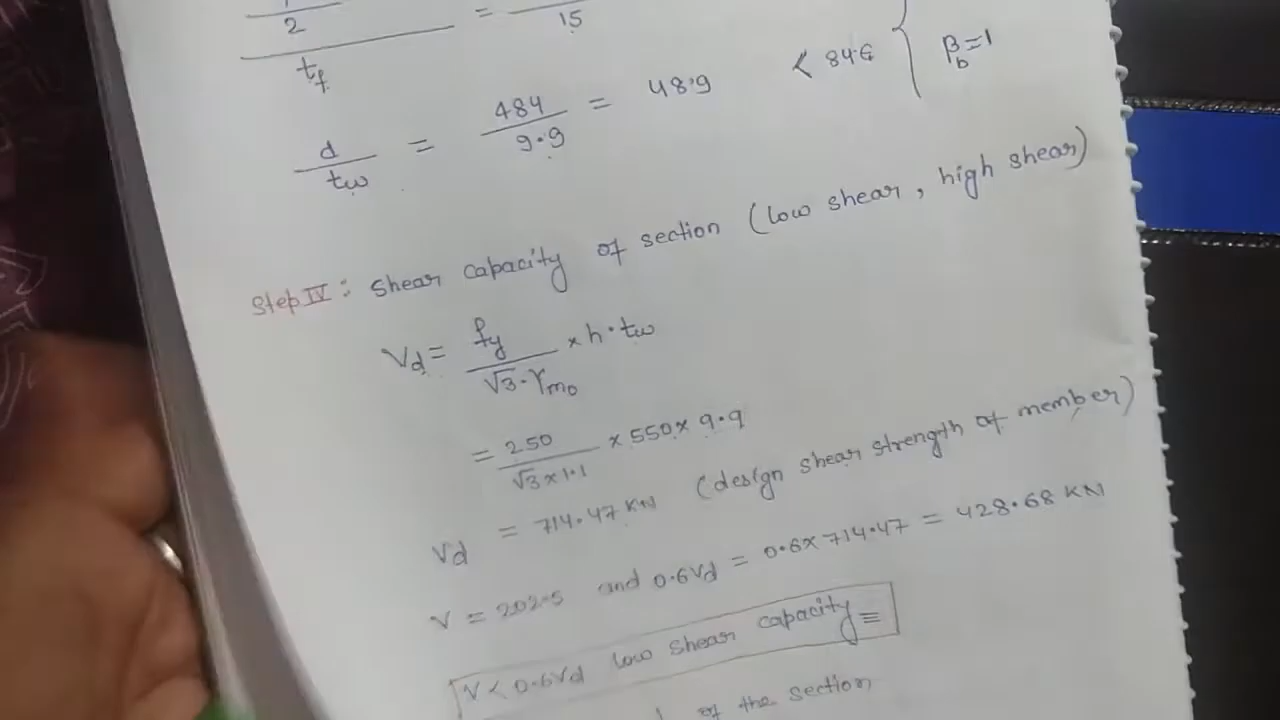 2
t_f = 15
d/tw = 484/9.9 = 48.9 < 84ϵ } β_b=1
Step IV: Shear capacity of section (low shear, high shear)
Vd = fy/√3·γm0 × h·tw
= 250/√3×1.1 × 550 × 9.9
Vd = 714.47 KN (design shear strength of member)
V = 202.5 and 0.6Vd = 0.6×714.47 = 428.68 KN
V < 0.6Vd low shear capacity
of the section